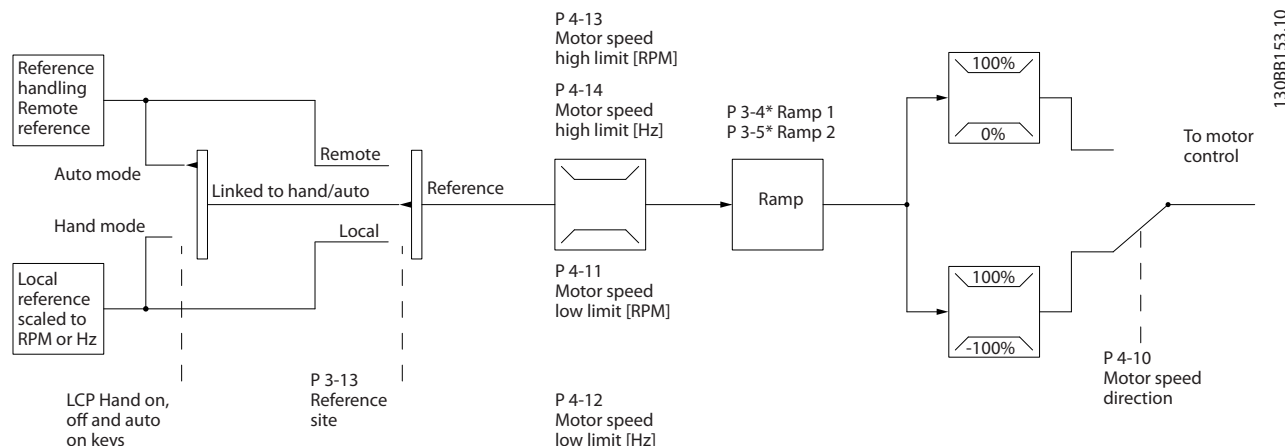 Reference
handling
Remote
reference
Auto mode
Hand mode
Local
reference
scaled to
RPM or Hz
LCP Hand on,
off and auto
on keys
Linked to hand/auto
Remote
Local
P 3-13
Reference
site
Reference
P 4-13
Motor speed
high limit [RPM]
P 4-14
Motor speed
high limit [Hz]
P 4-11
Motor speed
low limit [RPM]
P 4-12
Motor speed
low limit [Hz]
P 3-4* Ramp 1
P 3-5* Ramp 2
Ramp
100%
0%
100%
-100%
To motor
control
P 4-10
Motor speed
direction
130BB153.10